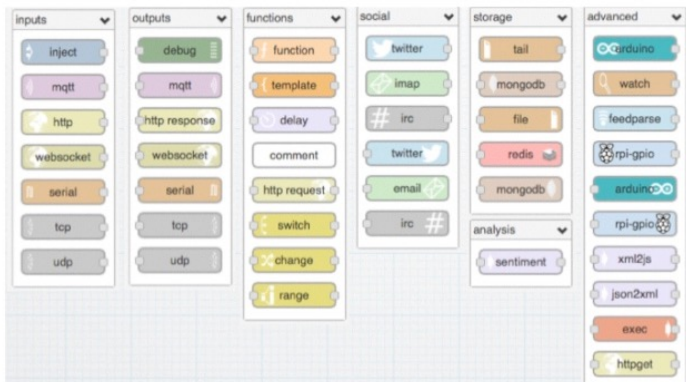 inputs
inject
mqtt
http
websocket
serial
tcp
udp
outputs
debug
mqtt
http response
websocket
serial
tcp
udp
functions
function
template
delay
comment
http request
switch
change
range
social
twitter
imap
irc
twitter
email
irc
storage
tail
mongodb
file
redis
mongodb
analysis
sentiment
advanced
arduino
watch
feedparse
rpi-gpio
arduino
rpi-gpio
xml2js
json2xml
exec
httpget